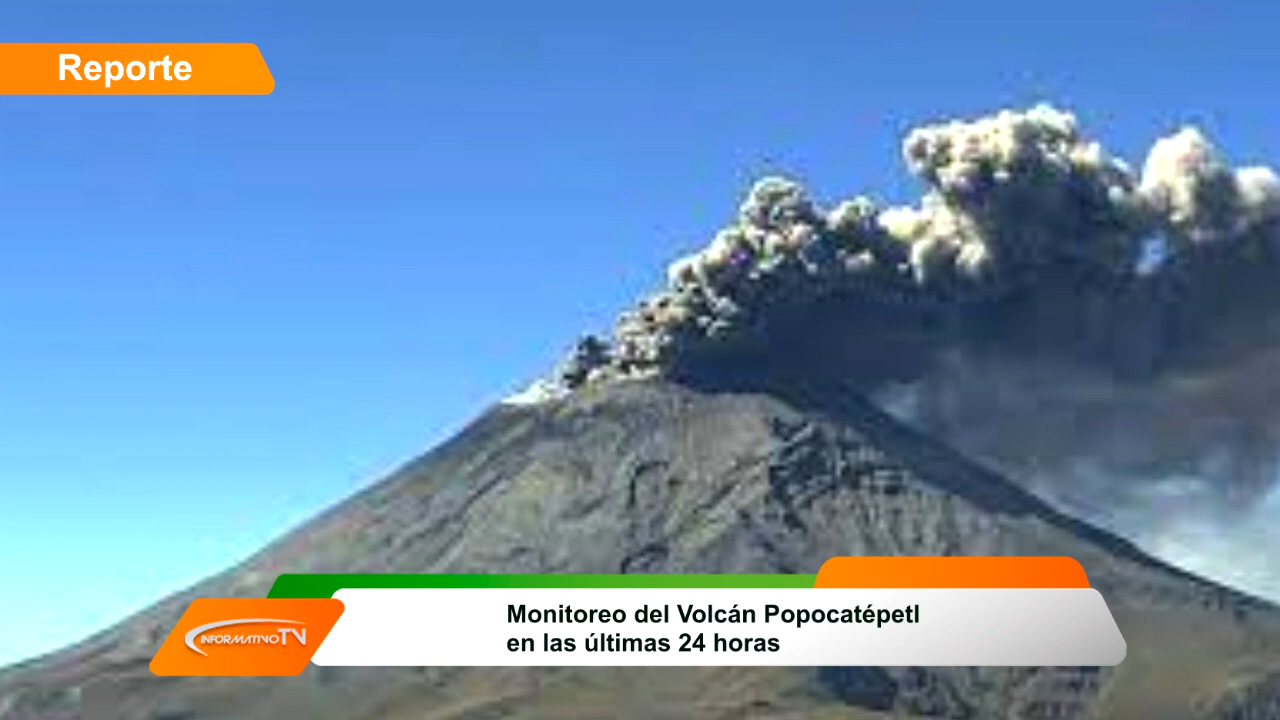 Reporte
Monitoreo del Volcán Popocatépetl
en las últimas 24 horas
INFORMATIVO TV